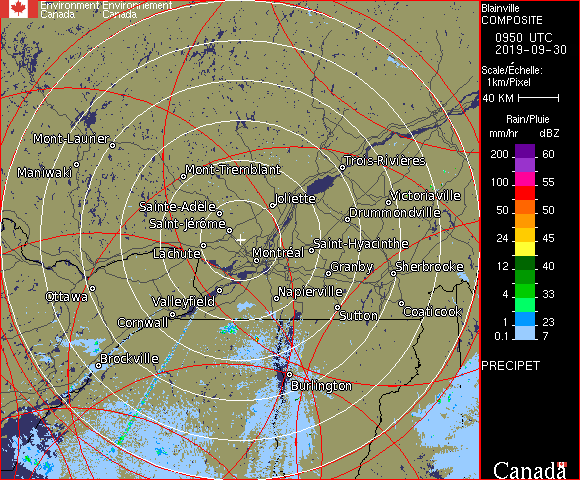 Environment Environnement
Canada Canada
Blainville
COMPOSITE
0950 UTC
2019-09-30
Scale/Échelle:
1km/Pixel
40 KM
Rain/Pluie
mm/hr dBZ
200 60
100 55
50 50
24 45
12 40
4 33
1 23
0.1 7
PRECIPET
Canada
Mont-Laurier
Maniwaki
Mont-Tremblant
Trois-Rivières
Joliette
Victoriaville
Sainte-Adèle
Drummondville
Saint-Jérôme
Saint-Hyacinthe
Lachute
Montréal
Granby
Sherbrooke
Ottawa
Valleyfield
Napierville
Cornwall
Sutton
Coaticook
Brockville
Burlington